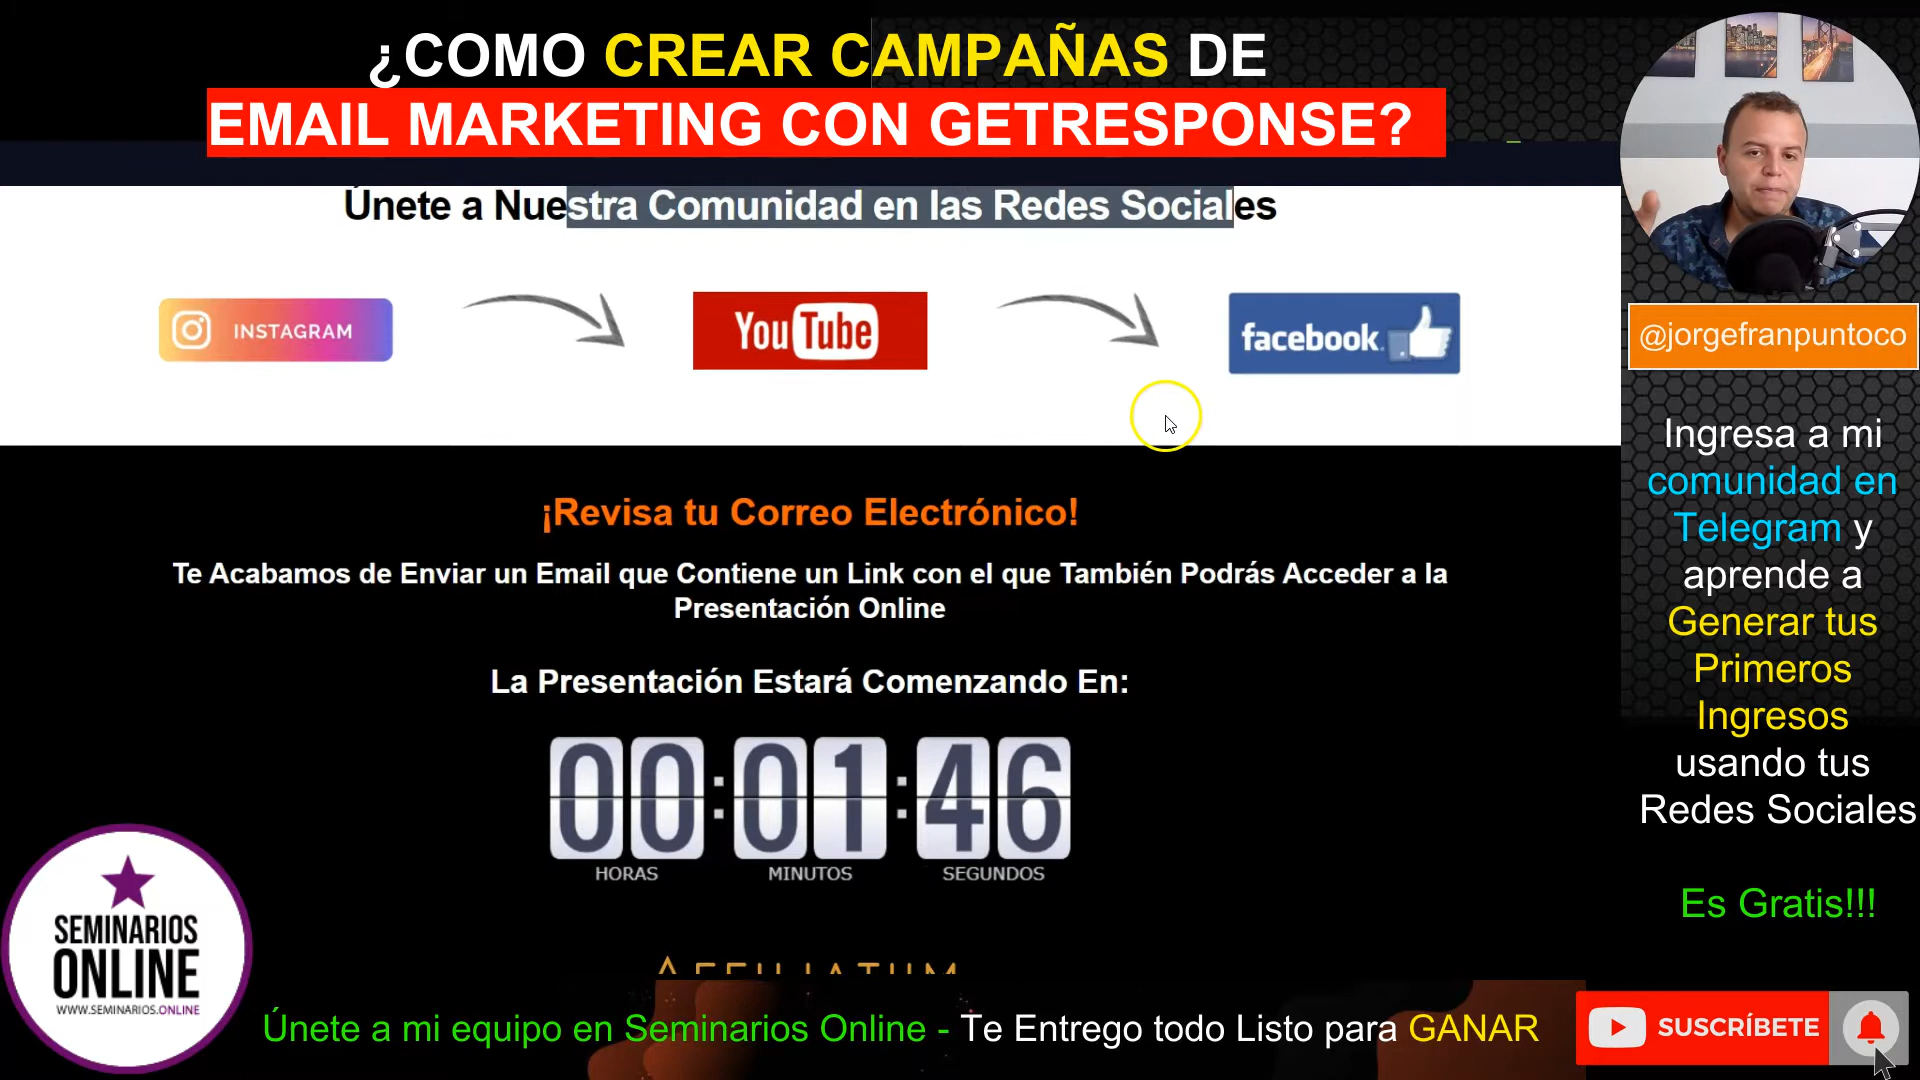 ¿COMO CREAR CAMPAÑAS DE
EMAIL MARKETING CON GETRESPONSE?
Únete a Nuestra Comunidad en las Redes Sociales
INSTAGRAM
YouTube
facebook
@jorgefranpuntoco
Ingresa a mi
comunidad en
Telegram y
aprende a
Generar tus
Primeros
Ingresos
usando tus
Redes Sociales
Es Gratis!!!
¡Revisa tu Correo Electrónico!
Te Acabamos de Enviar un Email que Contiene un Link con el que También Podrás Acceder a la
Presentación Online
La Presentación Estará Comenzando En:
00:01:46
HORAS MINUTOS SEGUNDOS
SEMINARIOS
ONLINE
WWW.SEMINARIOS.ONLINE
Únete a mi equipo en Seminarios Online - Te Entrego todo Listo para GANAR
SUSCRÍBETE